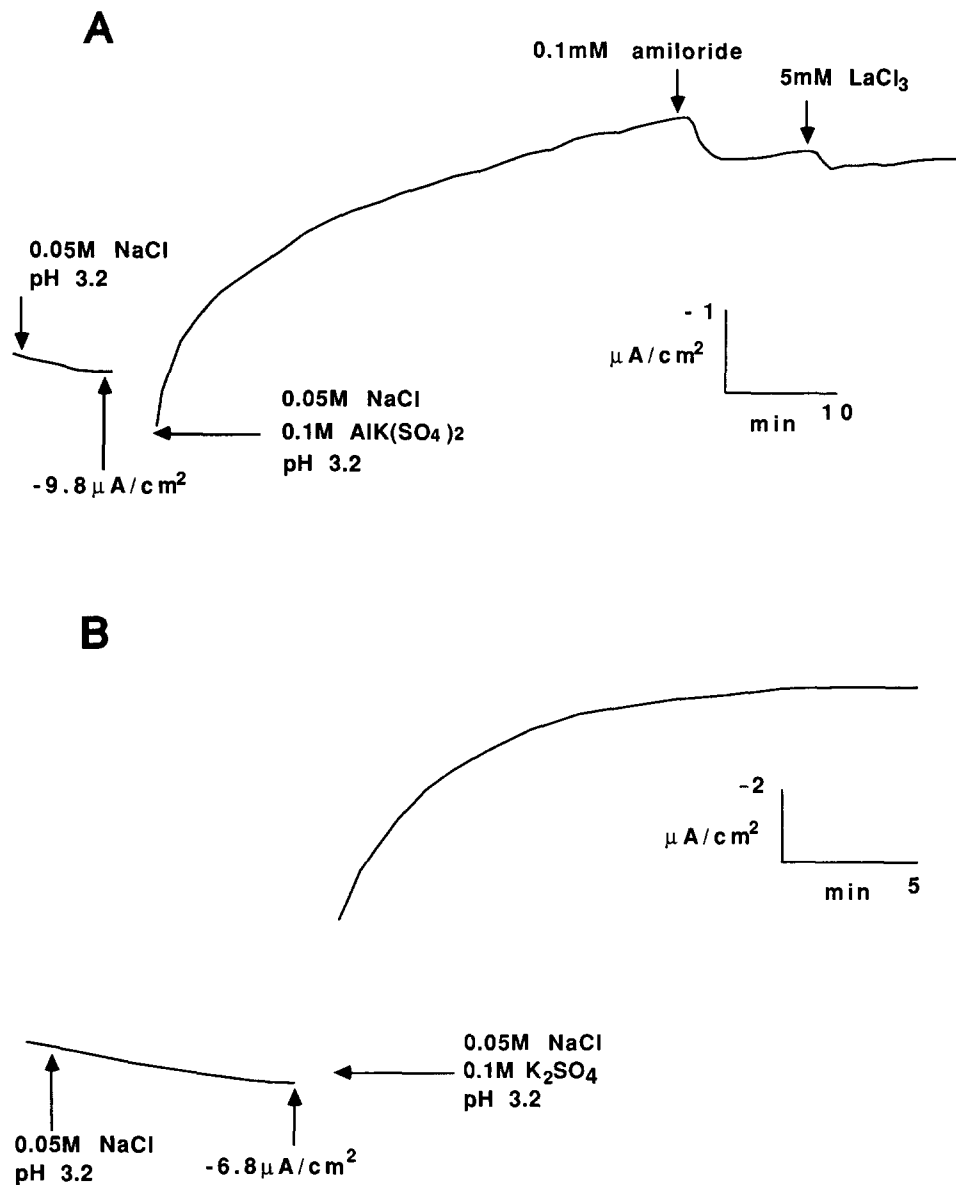 A
0.1mM amiloride
5mM LaCl3
0.05M NaCl
pH 3.2
-9.8μA/cm²
0.05M NaCl
0.1M AlK(SO4)2
pH 3.2
-1
μA/cm²
min 10
B
-2
μA/cm²
min 5
0.05M NaCl
0.1M K2SO4
pH 3.2
0.05M NaCl
pH 3.2
-6.8μA/cm²